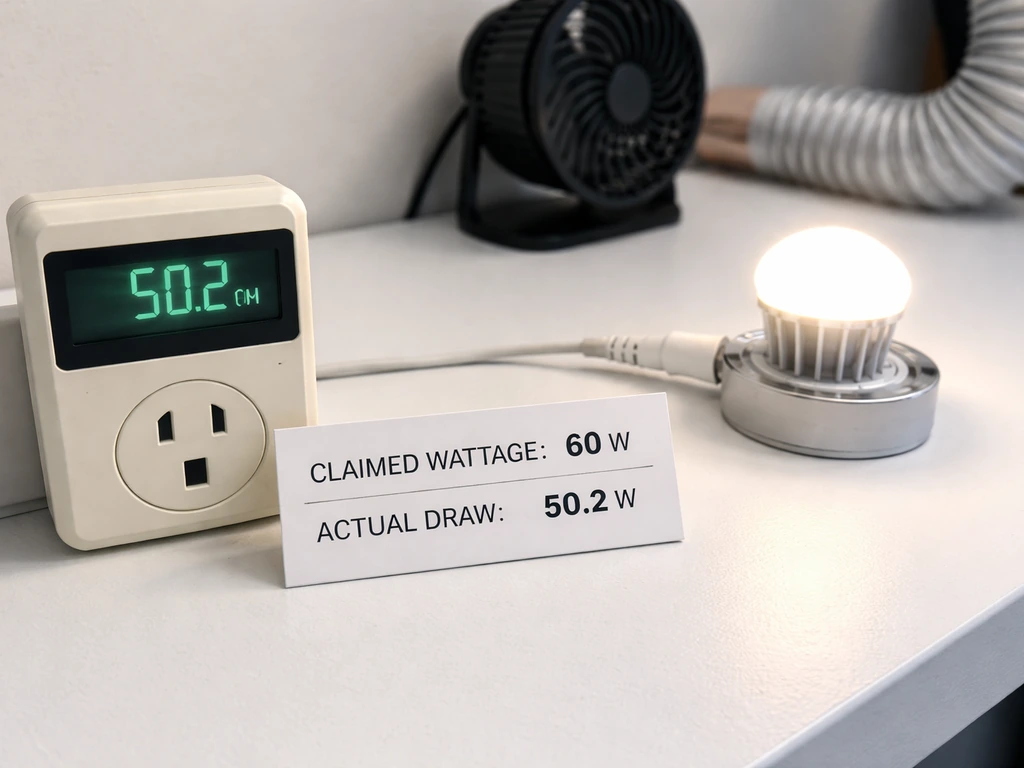 50.2
CLAIMED WATTAGE: 60 W
ACTUAL DRAW: 50.2 W